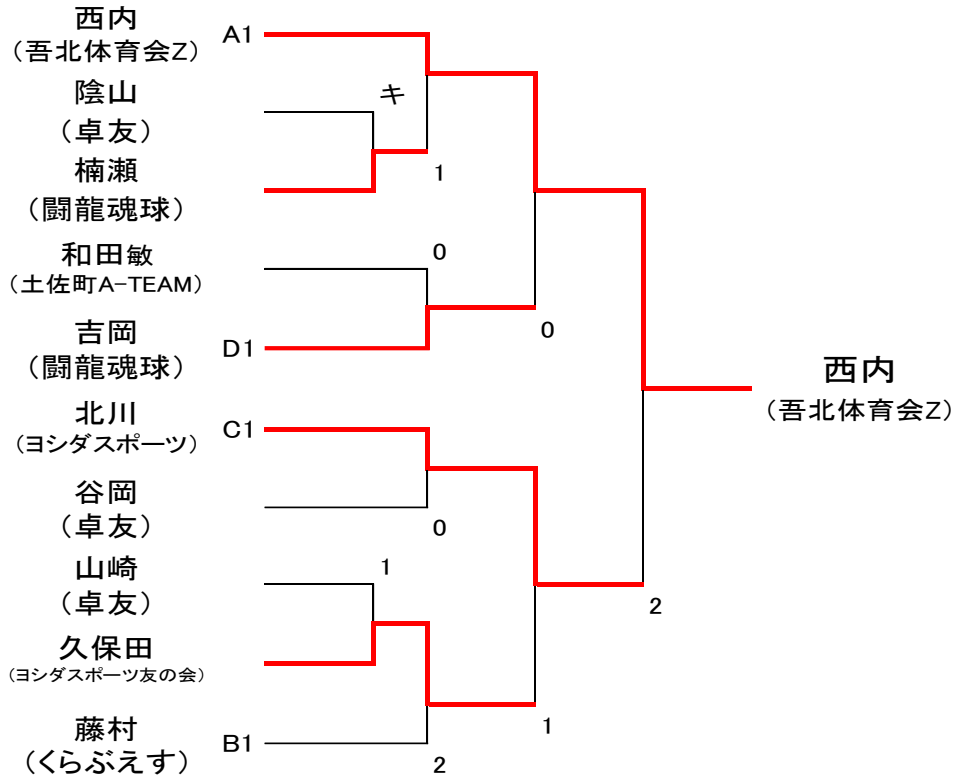 西内
A1
(吾北体育会Z)
陰山
キ
(卓友)
楠瀬
1
(闘龍魂球)
和田敏
0
(土佐町A-TEAM)
吉岡
0
D1
(闘龍魂球)
西内
(吾北体育会Z)
北川
C1
(ヨシダスポーツ)
谷岡
(卓友)
0
山崎
1
(卓友)
2
久保田
(ヨシダスポーツ友の会)
藤村
1
B1
(くらぶえす)
2